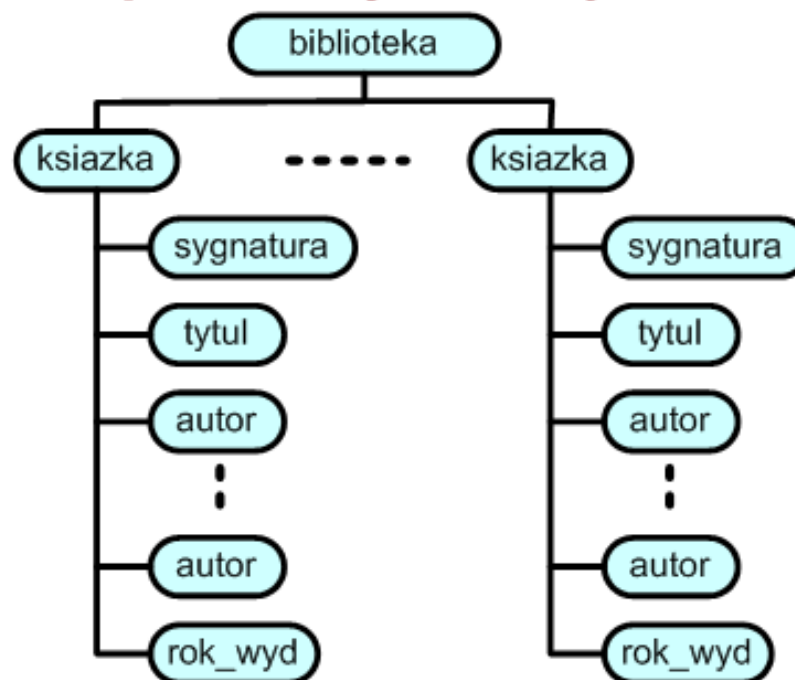 biblioteka
ksiazka
ksiazka
sygnatura
sygnatura
tytul
tytul
autor
autor
autor
autor
rok_wyd
rok_wyd